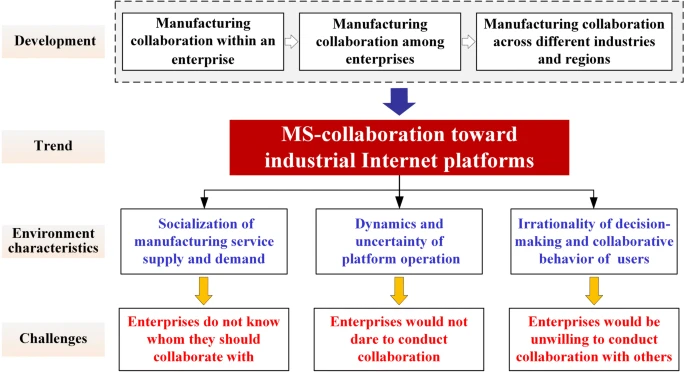 Development
Manufacturing
collaboration within an
enterprise
Manufacturing
collaboration among
enterprises
Manufacturing collaboration
across different industries
and regions
Trend
MS-collaboration toward
industrial Internet platforms
Environment
characteristics
Socialization of
manufacturing service
supply and demand
Dynamics and
uncertainty of
platform operation
Irrationality of decision-
making and collaborative
behavior of users
Challenges
Enterprises do not know
whom they should
collaborate with
Enterprises would not
dare to conduct
collaboration
Enterprises would be
unwilling to conduct
collaboration with others